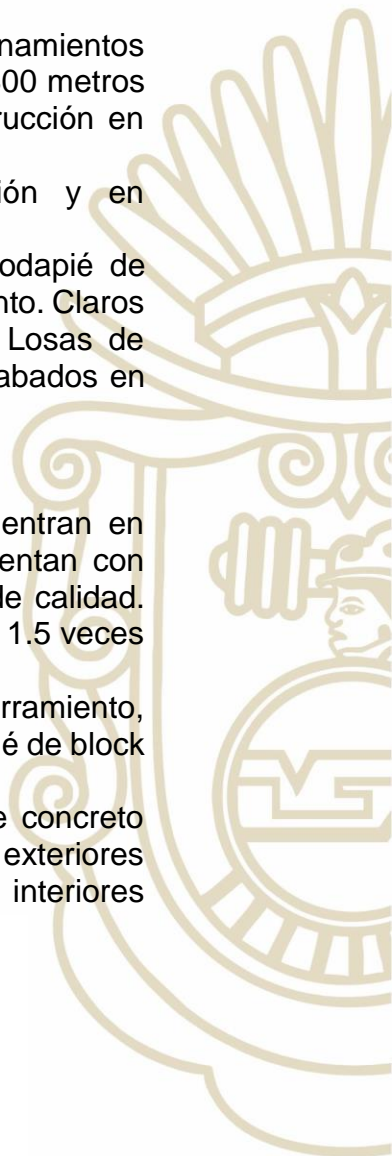 namientos
00 metros
rucción en
ión y en
odapié de
nto. Claros
Losas de
abados en
entran en
entan con
de calidad.
1.5 veces
rramiento,
é de block
e concreto
exteriores
interiores